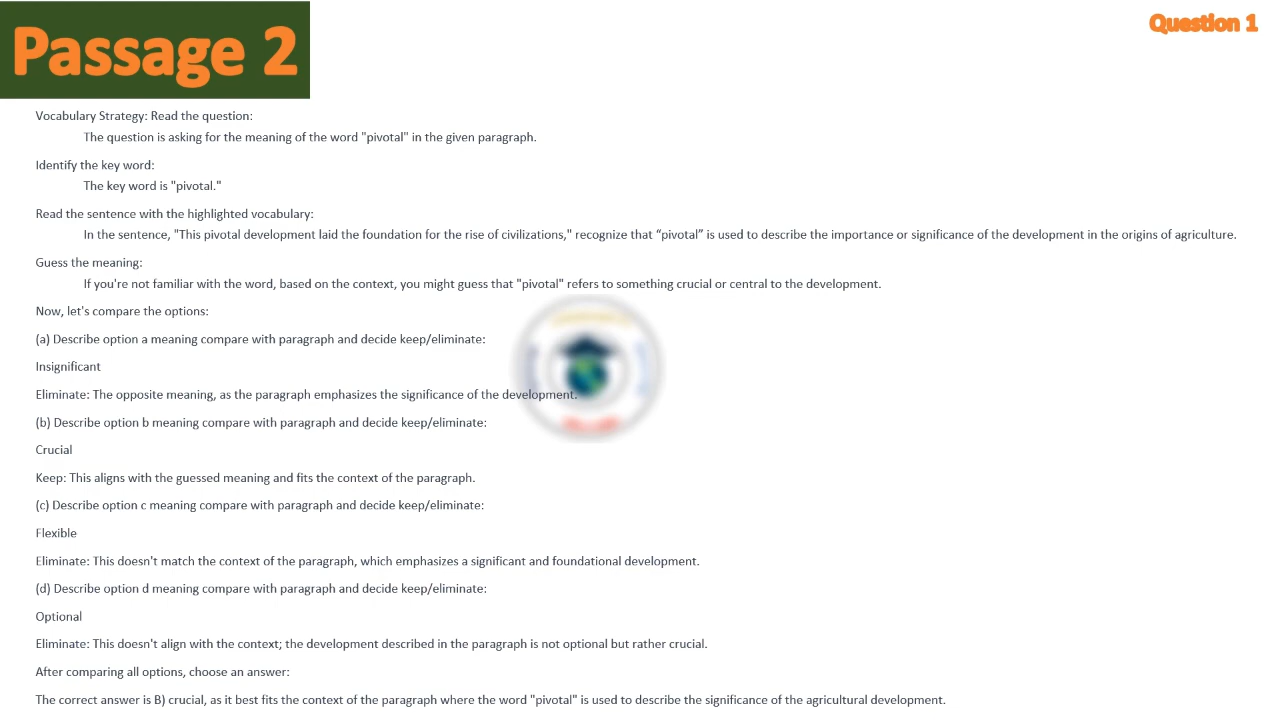 Passage 2
Question 1
Vocabulary Strategy: Read the question:
The question is asking for the meaning of the word "pivotal" in the given paragraph.
Identify the key word:
The key word is "pivotal."
Read the sentence with the highlighted vocabulary:
In the sentence, "This pivotal development laid the foundation for the rise of civilizations," recognize that “pivotal” is used to describe the importance or significance of the development in the origins of agriculture.
Guess the meaning:
If you're not familiar with the word, based on the context, you might guess that "pivotal" refers to something crucial or central to the development.
Now, let's compare the options:
(a) Describe option a meaning compare with paragraph and decide keep/eliminate:
Insignificant
Eliminate: The opposite meaning, as the paragraph emphasizes the significance of the development.
(b) Describe option b meaning compare with paragraph and decide keep/eliminate:
Crucial
Keep: This aligns with the guessed meaning and fits the context of the paragraph.
(c) Describe option c meaning compare with paragraph and decide keep/eliminate:
Flexible
Eliminate: This doesn't match the context of the paragraph, which emphasizes a significant and foundational development.
(d) Describe option d meaning compare with paragraph and decide keep/eliminate:
Optional
Eliminate: This doesn't align with the context; the development described in the paragraph is not optional but rather crucial.
After comparing all options, choose an answer:
The correct answer is B) crucial, as it best fits the context of the paragraph where the word "pivotal" is used to describe the significance of the agricultural development.